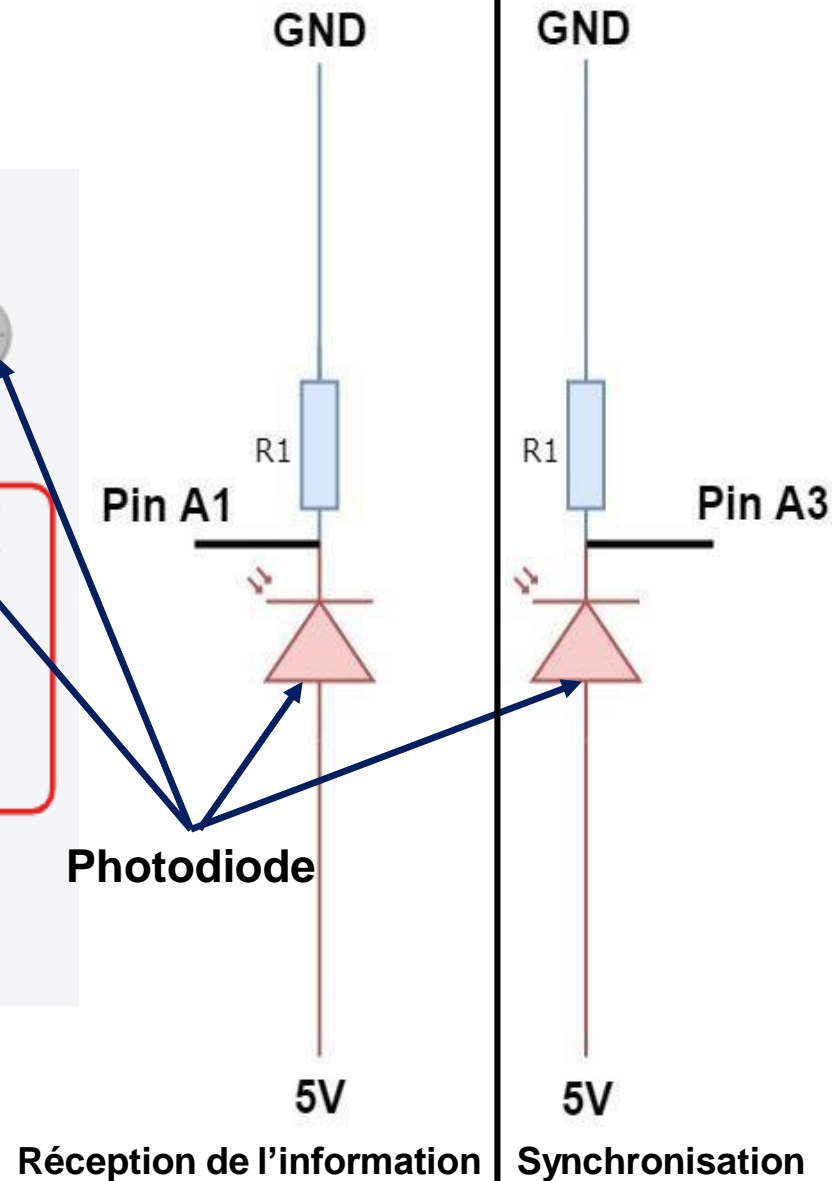 GND
GND
R1
R1
Pin A1
Pin A3
Photodiode
5V
5V
Réception de l'information
Synchronisation